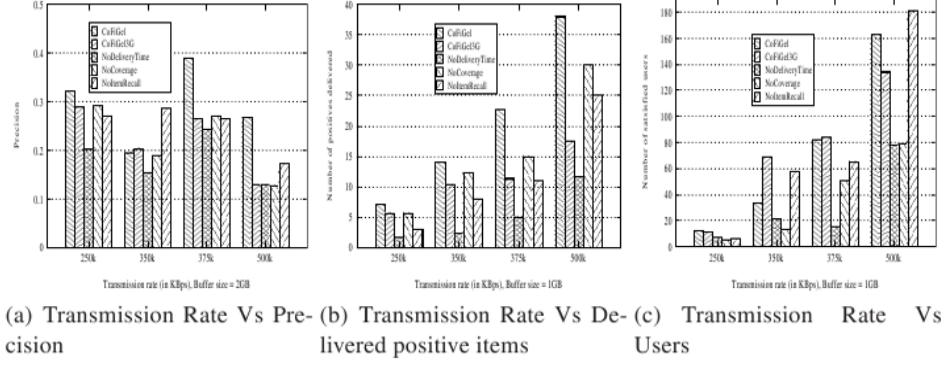 0.5
0.4
0.3
0.2
0.1
0
Precision
CoFiGel
CoFiGel3G
NoDeliveryTime
NoCoverage
NoItemRecall
250k 350k 375k 500k
Transmission rate (in KBps), Buffer size = 2GB
(a) Transmission Rate Vs Pre-
cision
40
35
30
25
20
15
10
5
0
Number of positives delivered
CoFiGel
CoFiGel3G
NoDeliveryTime
NoCoverage
NoItemRecall
250k 350k 375k 500k
Transmission rate (in KBps), Buffer size = 1GB
(b) Transmission Rate Vs De-
livered positive items
180
160
140
120
100
80
60
40
20
0
Number of satsisfied users
CoFiGel
CoFiGel3G
NoDeliveryTime
NoCoverage
NoItemRecall
250k 350k 375k 500k
Transmission rate (in KBps), Buffer size = 1GB
(c) Transmission Rate Vs
Users